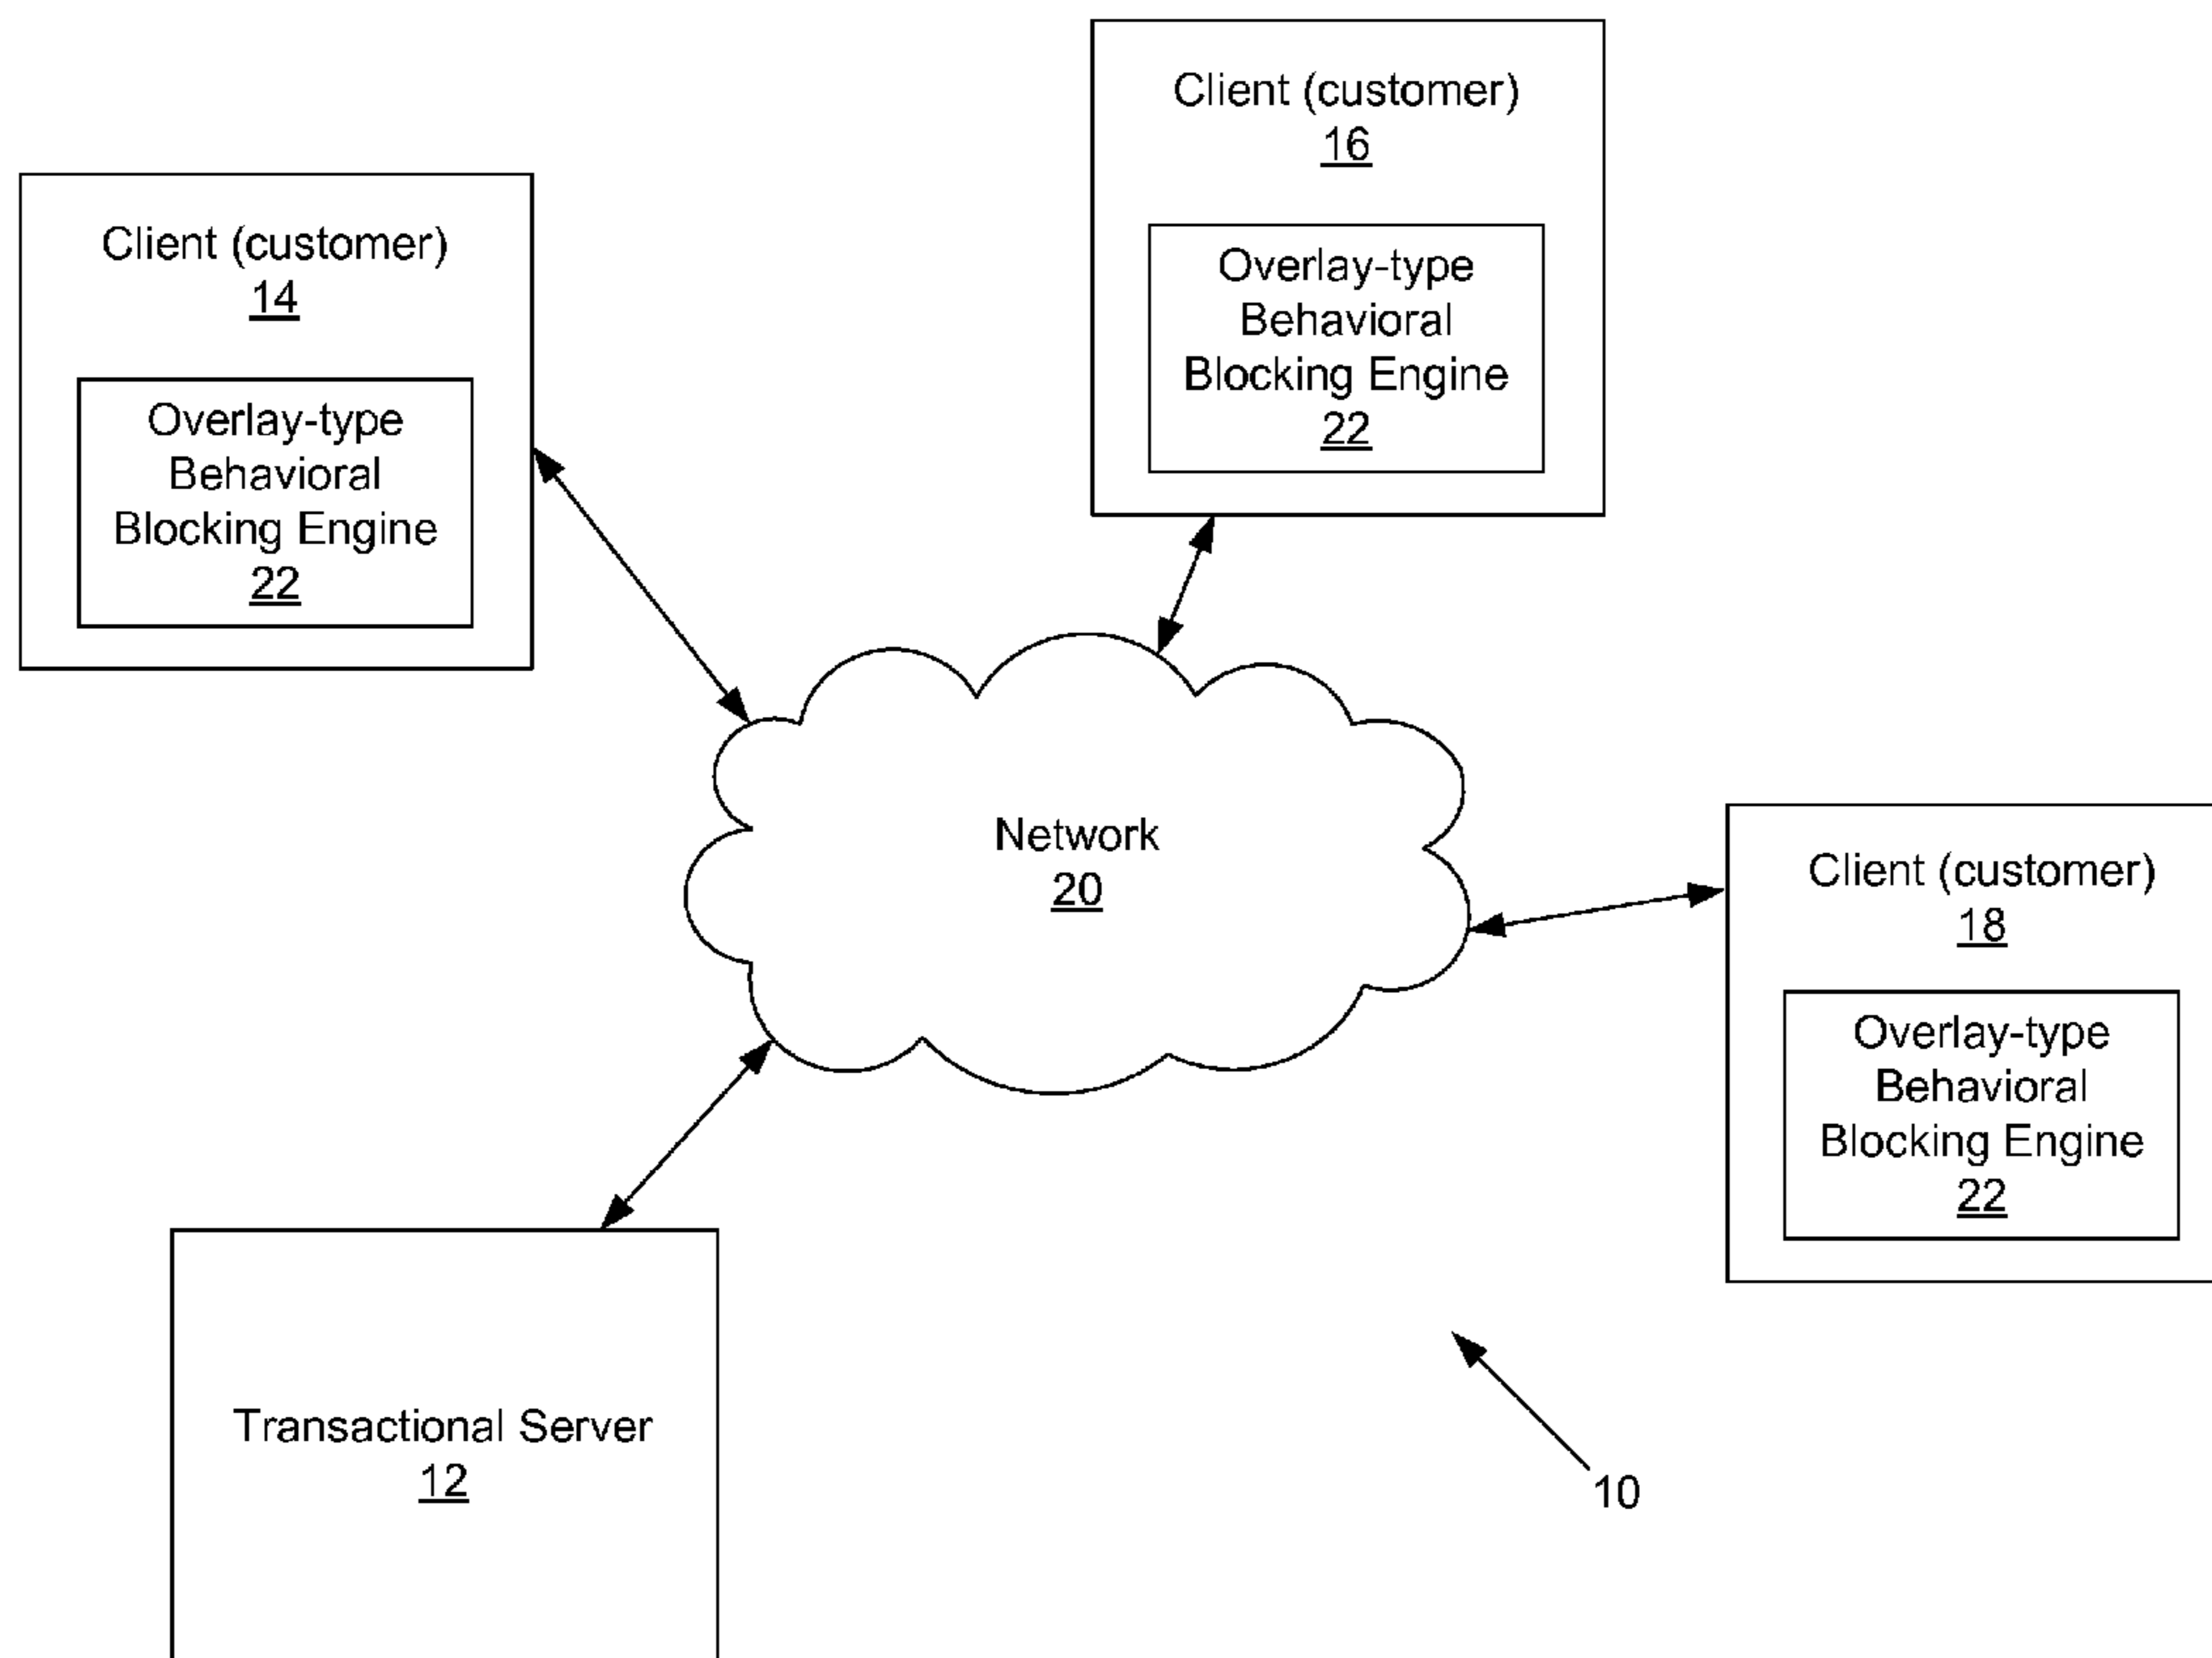 Client (customer)
16
Overlay-type
Behavioral
Blocking Engine
22
Client (customer)
14
Overlay-type
Behavioral
Blocking Engine
22
Network
20
Client (customer)
18
Overlay-type
Behavioral
Blocking Engine
22
Transactional Server
12
10